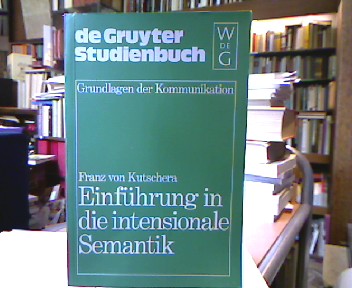 de Gruyter
Studienbuch
W
DE
G
Grundlagen der Kommunikation
Franz von Kutschera
Einführung in
die intensionale
Semantik